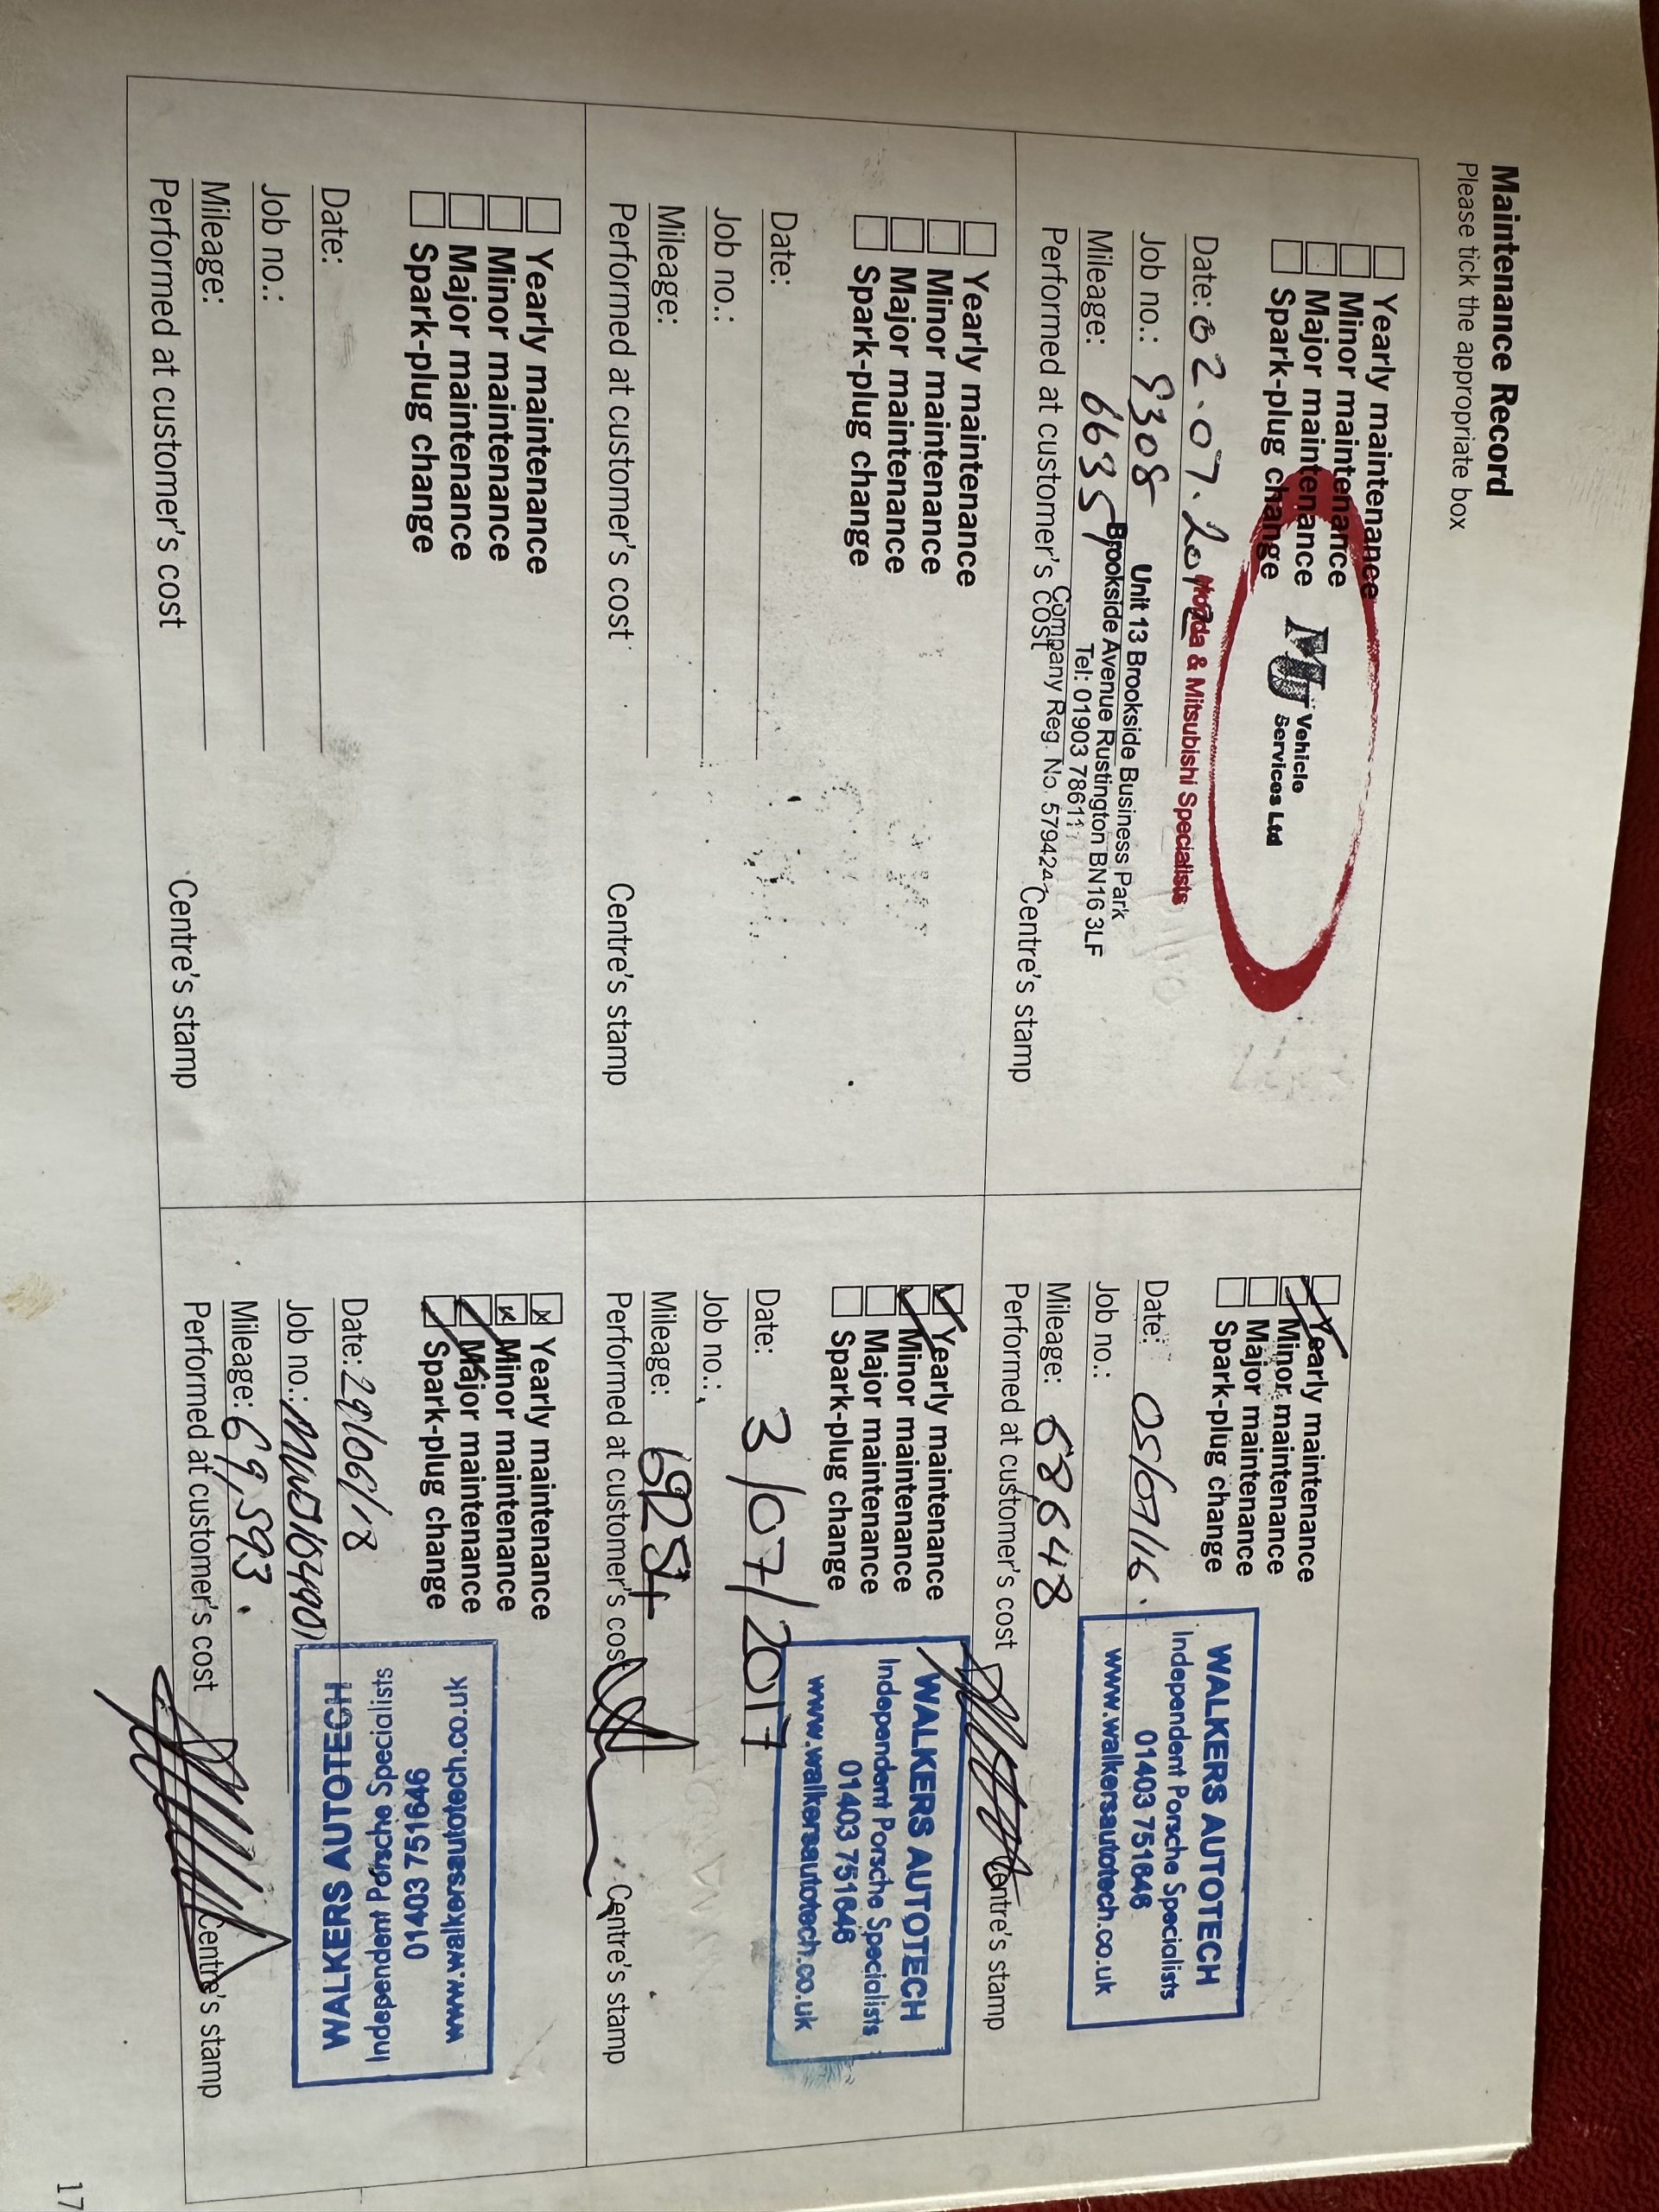 Maintenance Record
Please tick the appropriate box
Yearly maintenance
Minor maintenance
Major maintenance
Spark-plug change
Vehicle
Services Ltd
Date: 02.07.2012
& Mitsubishi Specialists
Job no.: 9308
Unit 13 Brookside Business Park
Mileage: 66351
Brookside Avenue Rustington BN16 3LF
Tel: 01903 78611
Company Reg. No. 57942
Performed at customer's cost
Centre's stamp
Yearly maintenance
Minor maintenance
Major maintenance
Spark-plug change
Date:
Job no.:
Mileage:
Performed at customer's cost
Centre's stamp
Yearly maintenance
Minor maintenance
Major maintenance
Spark-plug change
Date:
Job no.:
Mileage:
Performed at customer's cost
Centre's stamp
Yearly maintenance
Minor maintenance
Major maintenance
Spark-plug change
Date: 05/07/16.
Job no.:
Mileage: 68648
WALKERS AUTOTECH
Independent Porsche Specialists
01403 751646
www.walkersautotech.co.uk
Performed at customer's cost
Centre's stamp
Yearly maintenance
Minor maintenance
Major maintenance
Spark-plug change
Date: 3/07/2017
Job no.:
Mileage:
WALKERS AUTOTECH
Independent Porsche Specialists
01403 751646
www.walkersautotech.co.uk
Performed at customer's cost
Centre's stamp
Yearly maintenance
Minor maintenance
Major maintenance
Spark-plug change
Date: 29/06/18
Job no.:
Mileage: 69,593.
WALKERS AUTOTECH
Independent Porsche Specialists
01403 751646
www.walkersautotech.co.uk
Performed at customer's cost
Centre's stamp
17